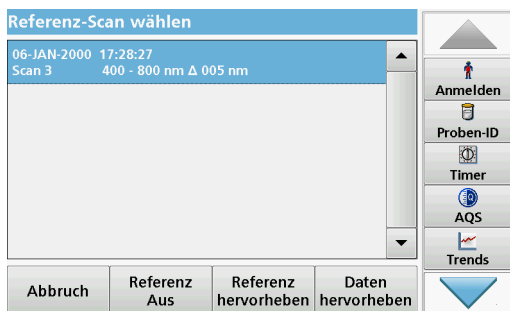 Referenz-Scan wählen
06-JAN-2000 17:28:27
Scan 3 400 - 800 nm Δ 005 nm
Anmelden
Proben-ID
Timer
AQS
Trends
Abbruch
Referenz
Aus
Referenz
hervorheben
Daten
hervorheben